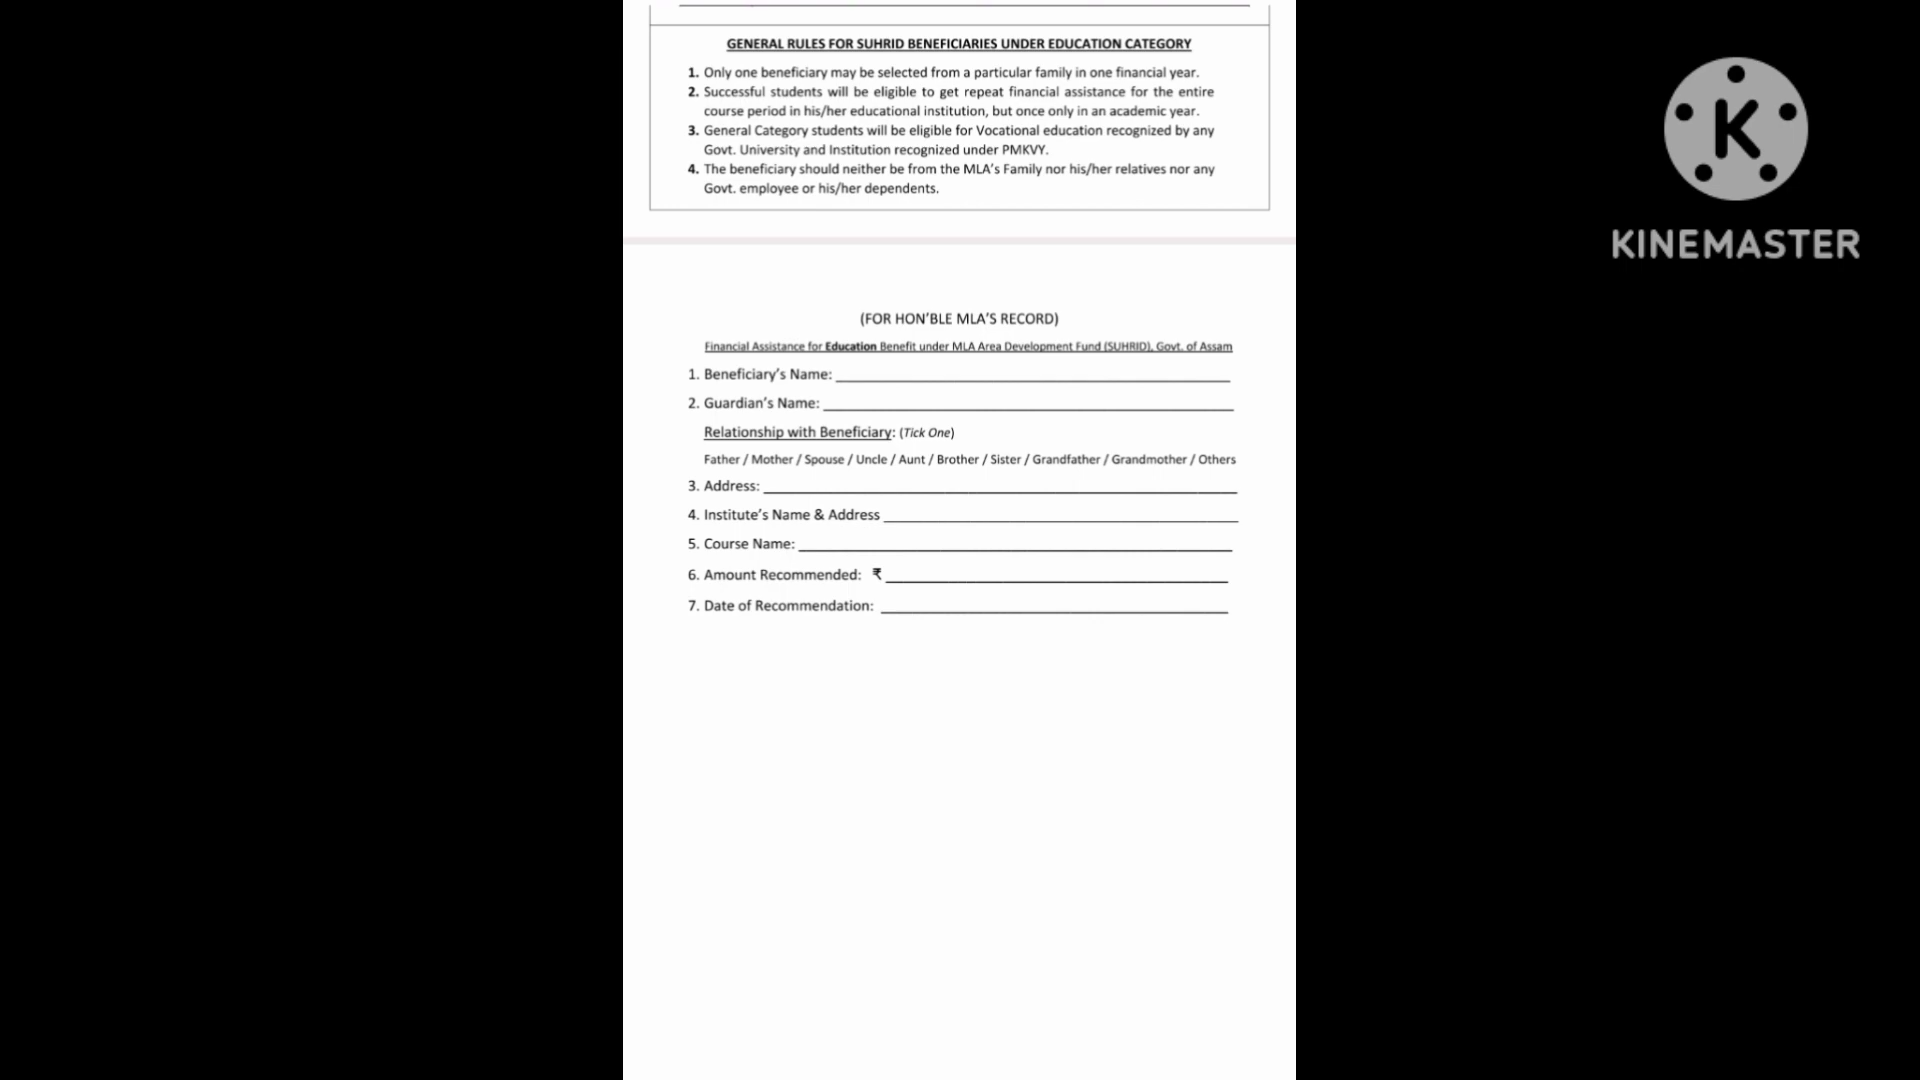 GENERAL RULES FOR SUHRID BENEFICIARIES UNDER EDUCATION CATEGORY
1. Only one beneficiary may be selected from a particular family in one financial year.
2. Successful students will be eligible to get repeat financial assistance for the entire
course period in his/her educational institution, but once only in an academic year.
3. General Category students will be eligible for Vocational education recognized by any
Govt. University and Institution recognized under PMKVY.
4. The beneficiary should neither be from the MLA's Family nor his/her relatives nor any
Govt. employee or his/her dependents.
K
KINEMASTER
(FOR HON'BLE MLA'S RECORD)
Financial Assistance for Education Benefit under MLA Area Development Fund (SUHRID), Govt. of Assam
1. Beneficiary's Name:
2. Guardian's Name:
Relationship with Beneficiary: (Tick One)
Father / Mother / Spouse / Uncle / Aunt / Brother / Sister / Grandfather / Grandmother / Others
3. Address:
4. Institute's Name & Address
5. Course Name:
6. Amount Recommended: ₹
7. Date of Recommendation: